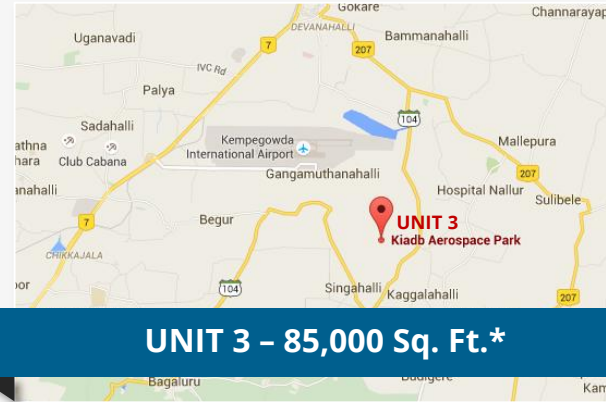 Gokare
Channarayap
DEVANAHALLI
Uganavadi
7
Bammanahalli
207
IVC Rd
Palya
104
Sadahalli
athna
hara
Club Cabana
Kempegowda
International Airport
Mallepura
Gangamuthanahalli
207
anahalli
Hospital Nallur
Sulibele
7
Begur
UNIT 3
Kiadb Aerospace Park
CHIKKAJALA
oor
104
Singahalli
Kaggalahalli
207
UNIT 3 – 85,000 Sq. Ft.*
Bagaluru
Kam